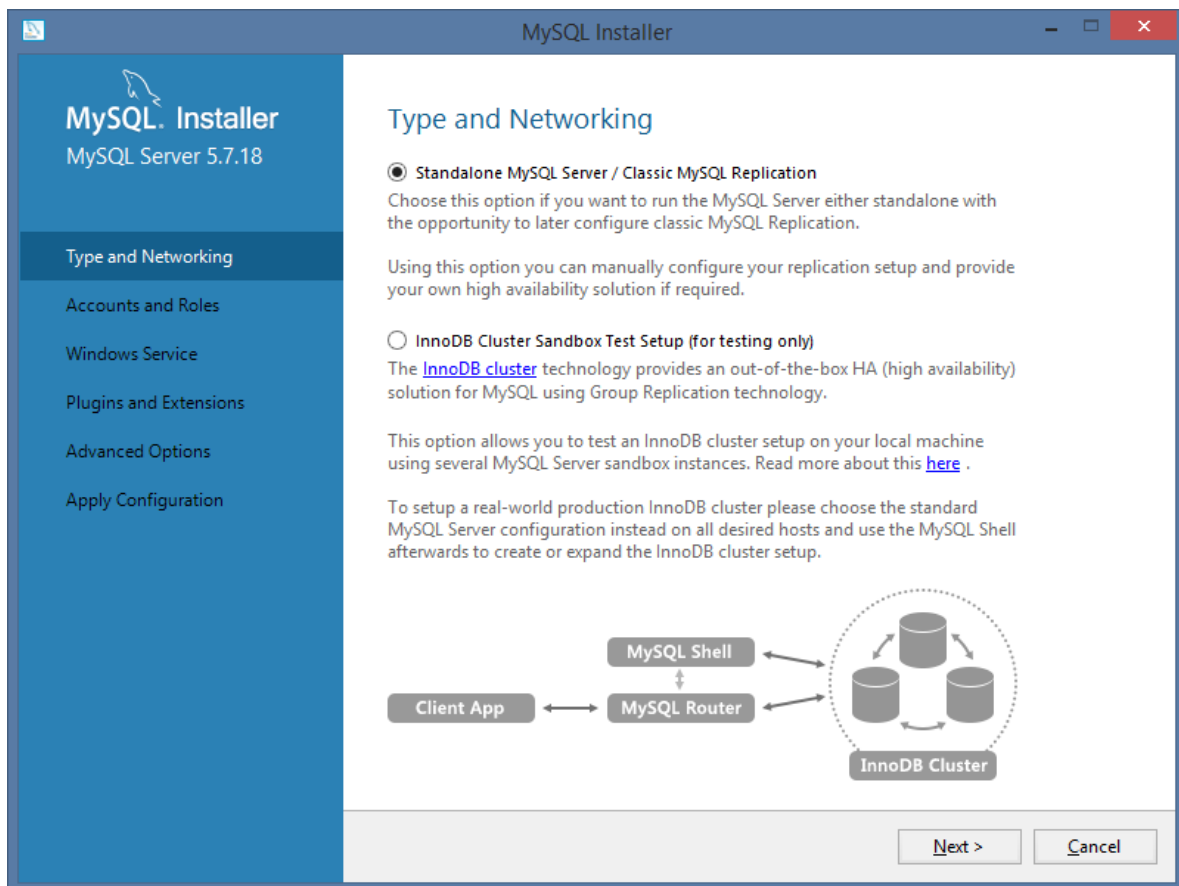 MySQL Installer
MySQL. Installer
MySQL Server 5.7.18
Type and Networking
Accounts and Roles
Windows Service
Plugins and Extensions
Advanced Options
Apply Configuration
Type and Networking
Standalone MySQL Server / Classic MySQL Replication
Choose this option if you want to run the MySQL Server either standalone with
the opportunity to later configure classic MySQL Replication.
Using this option you can manually configure your replication setup and provide
your own high availability solution if required.
InnoDB Cluster Sandbox Test Setup (for testing only)
The InnoDB cluster technology provides an out-of-the-box HA (high availability)
solution for MySQL using Group Replication technology.
This option allows you to test an InnoDB cluster setup on your local machine
using several MySQL Server sandbox instances. Read more about this here .
To setup a real-world production InnoDB cluster please choose the standard
MySQL Server configuration instead on all desired hosts and use the MySQL Shell
afterwards to create or expand the InnoDB cluster setup.
MySQL Shell
Client App
MySQL Router
InnoDB Cluster
Next >
Cancel